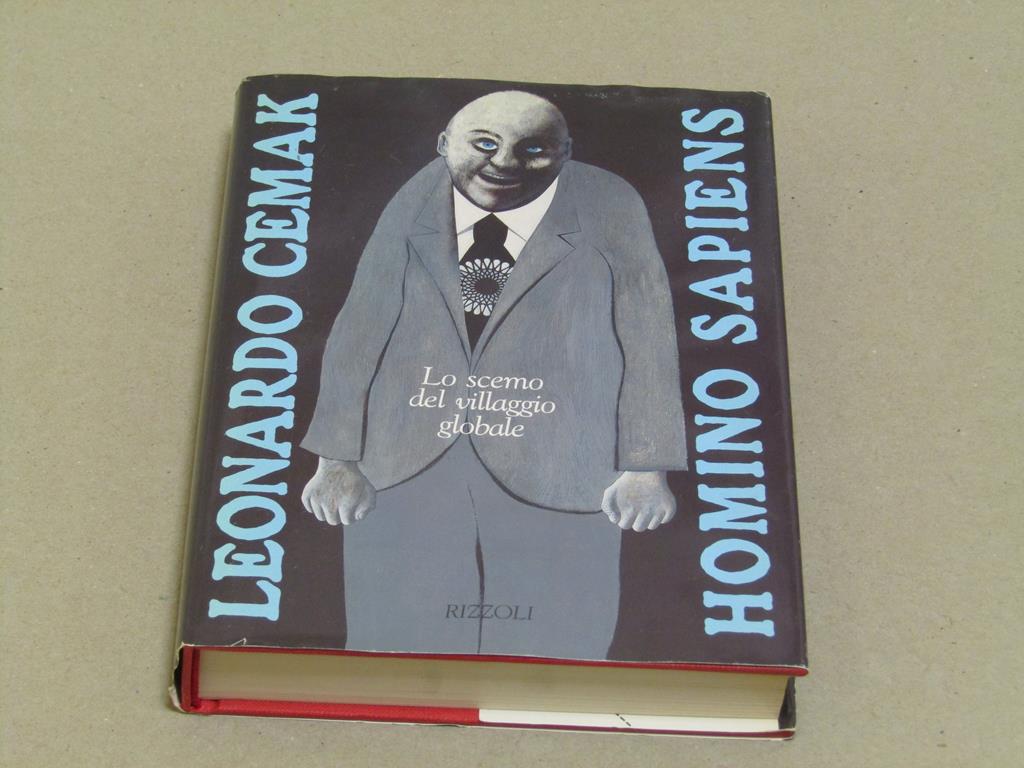 LEONARDO CEMAK
HOMINO SAPIENS
Lo scemo
del villaggio
globale
RIZZOLI